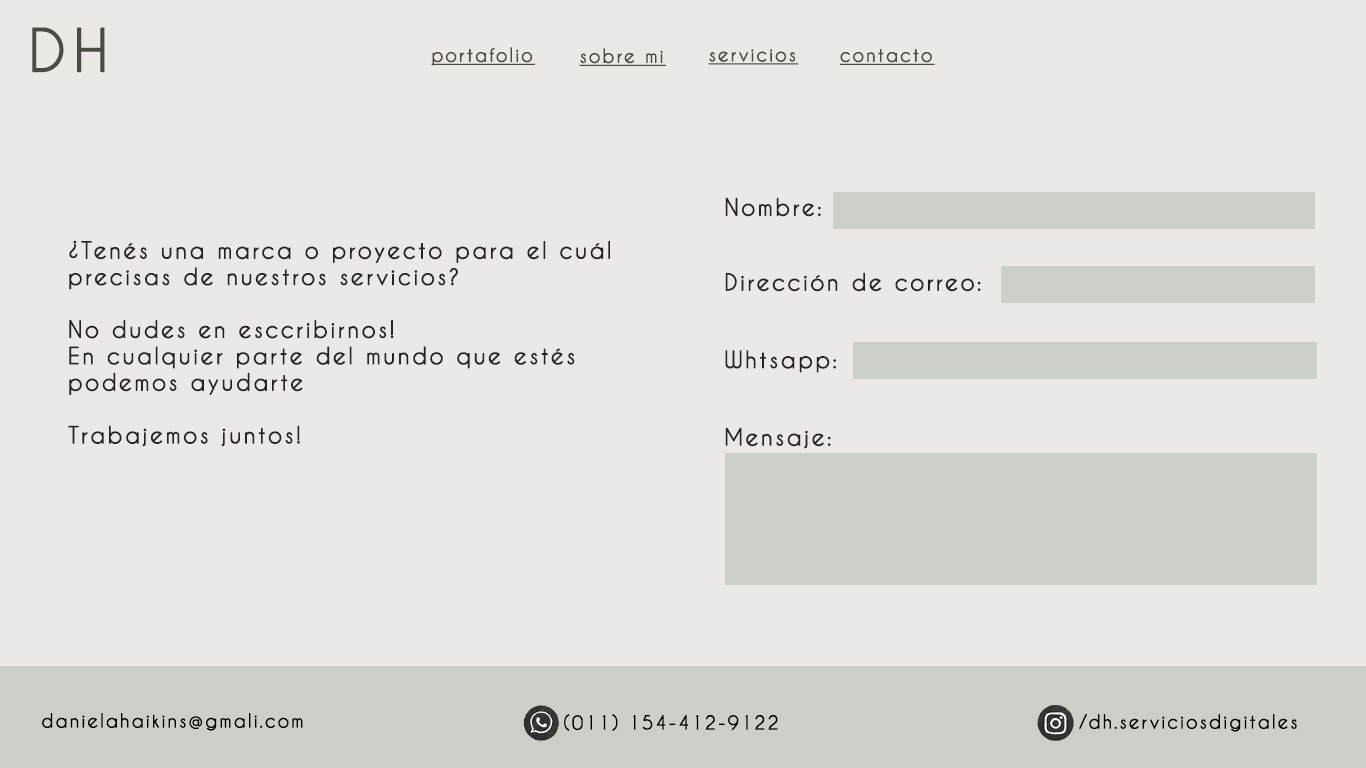 DH
portafolio sobre mi servicios contacto
¿Tenés una marca o proyecto para el cuál
precisas de nuestros servicios?
No dudes en esccribirnos!
En cualquier parte del mundo que estés
podemos ayudarte
Trabajemos juntos!
Nombre:
Dirección de correo:
Whtsapp:
Mensaje:
danielahaikins@gmali.com
(011) 154-412-9122
/dh.serviciosdigitales